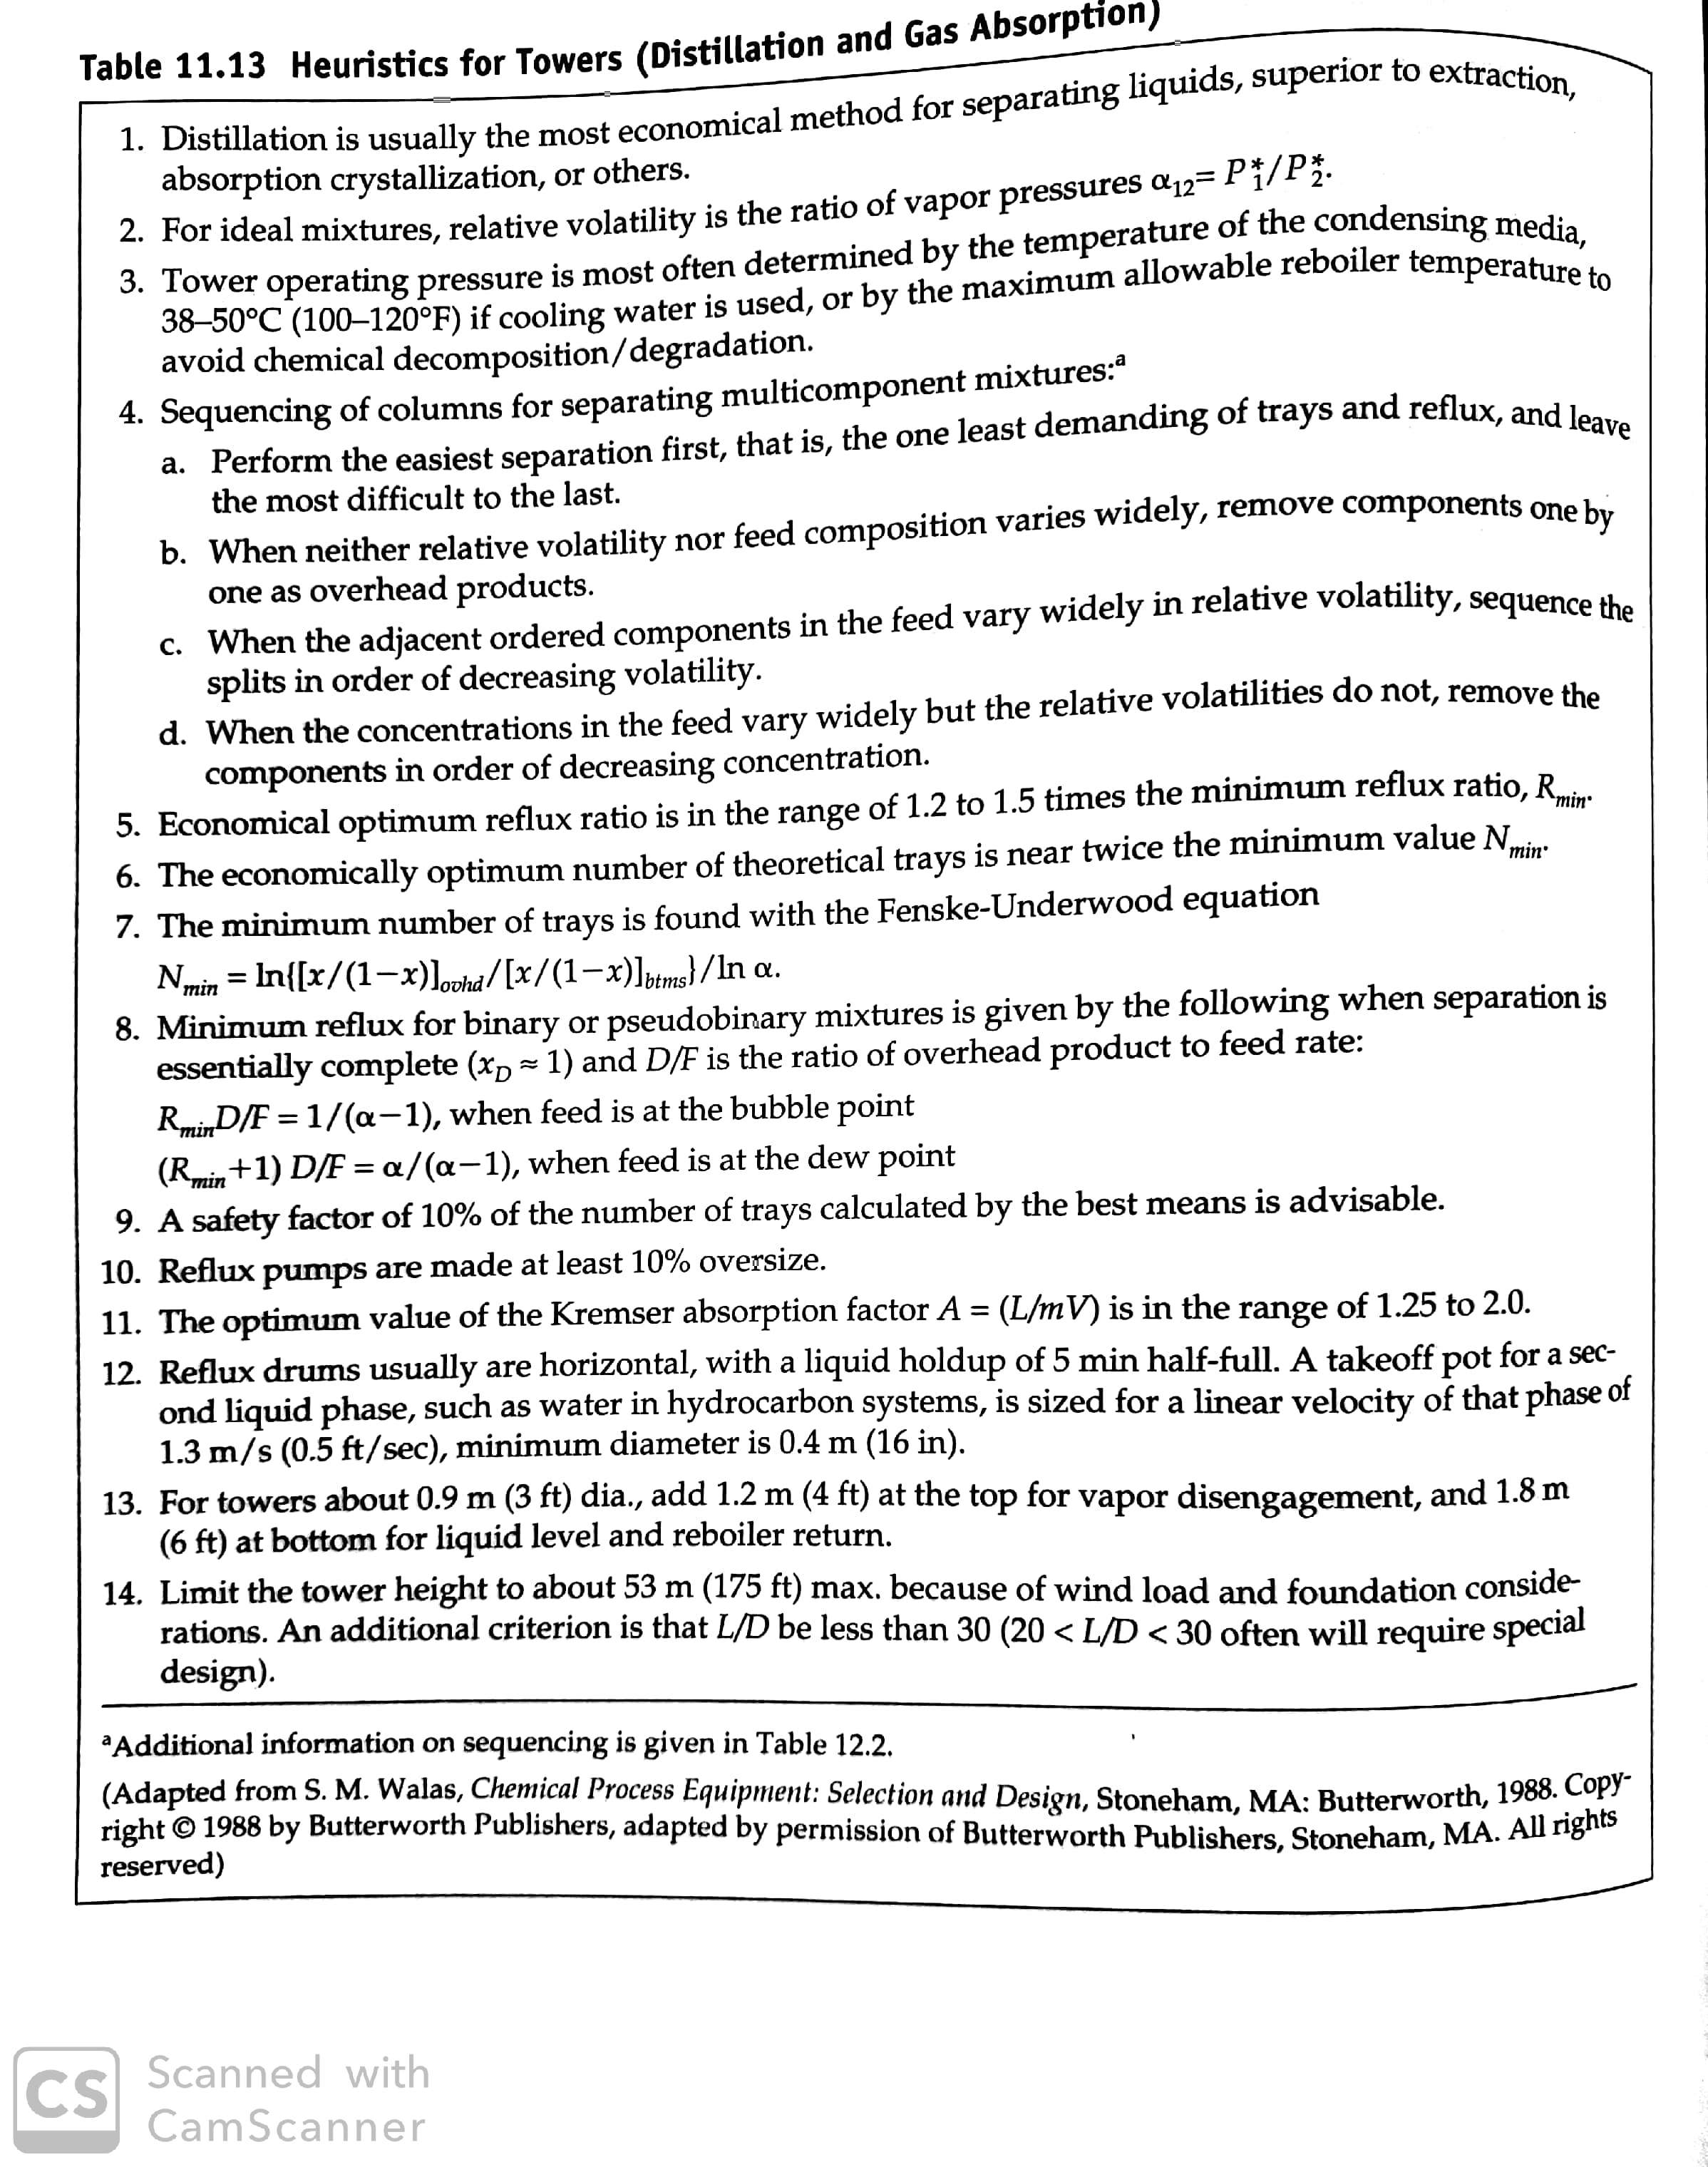 Table 11.13 Heuristics for Towers (Distillation and Gas Absorption)
1. Distillation is usually the most economical method for separating liquids, superior to extraction,
absorption crystallization, or others.
2. For ideal mixtures, relative volatility is the ratio of vapor pressures α₁₂= P*₁/P*₂.
3. Tower operating pressure is most often determined by the temperature of the condensing media,
38–50°C (100–120°F) if cooling water is used, or by the maximum allowable reboiler temperature to
avoid chemical decomposition/degradation.
4. Sequencing of columns for separating multicomponent mixtures:ᵃ
a. Perform the easiest separation first, that is, the one least demanding of trays and reflux, and leave
the most difficult to the last.
b. When neither relative volatility nor feed composition varies widely, remove components one by
one as overhead products.
c. When the adjacent ordered components in the feed vary widely in relative volatility, sequence the
splits in order of decreasing volatility.
d. When the concentrations in the feed vary widely but the relative volatilities do not, remove the
components in order of decreasing concentration.
5. Economical optimum reflux ratio is in the range of 1.2 to 1.5 times the minimum reflux ratio, Rmin.
6. The economically optimum number of theoretical trays is near twice the minimum value Nmin.
7. The minimum number of trays is found with the Fenske-Underwood equation
Nmin = ln{[x/(1−x)]ovhd/[x/(1−x)]btms}/ln α.
8. Minimum reflux for binary or pseudobinary mixtures is given by the following when separation is
essentially complete (xD ≈ 1) and D/F is the ratio of overhead product to feed rate:
RminD/F = 1/(α−1), when feed is at the bubble point
(Rmin+1) D/F = α/(α−1), when feed is at the dew point
9. A safety factor of 10% of the number of trays calculated by the best means is advisable.
10. Reflux pumps are made at least 10% oversize.
11. The optimum value of the Kremser absorption factor A = (L/mV) is in the range of 1.25 to 2.0.
12. Reflux drums usually are horizontal, with a liquid holdup of 5 min half-full. A takeoff pot for a sec-
ond liquid phase, such as water in hydrocarbon systems, is sized for a linear velocity of that phase of
1.3 m/s (0.5 ft/sec), minimum diameter is 0.4 m (16 in).
13. For towers about 0.9 m (3 ft) dia., add 1.2 m (4 ft) at the top for vapor disengagement, and 1.8 m
(6 ft) at bottom for liquid level and reboiler return.
14. Limit the tower height to about 53 m (175 ft) max. because of wind load and foundation conside-
rations. An additional criterion is that L/D be less than 30 (20 < L/D < 30 often will require special
design).
ᵃAdditional information on sequencing is given in Table 12.2.
(Adapted from S. M. Walas, Chemical Process Equipment: Selection and Design, Stoneham, MA: Butterworth, 1988. Copy-
right © 1988 by Butterworth Publishers, adapted by permission of Butterworth Publishers, Stoneham, MA. All rights
reserved)
CS Scanned with
CamScanner